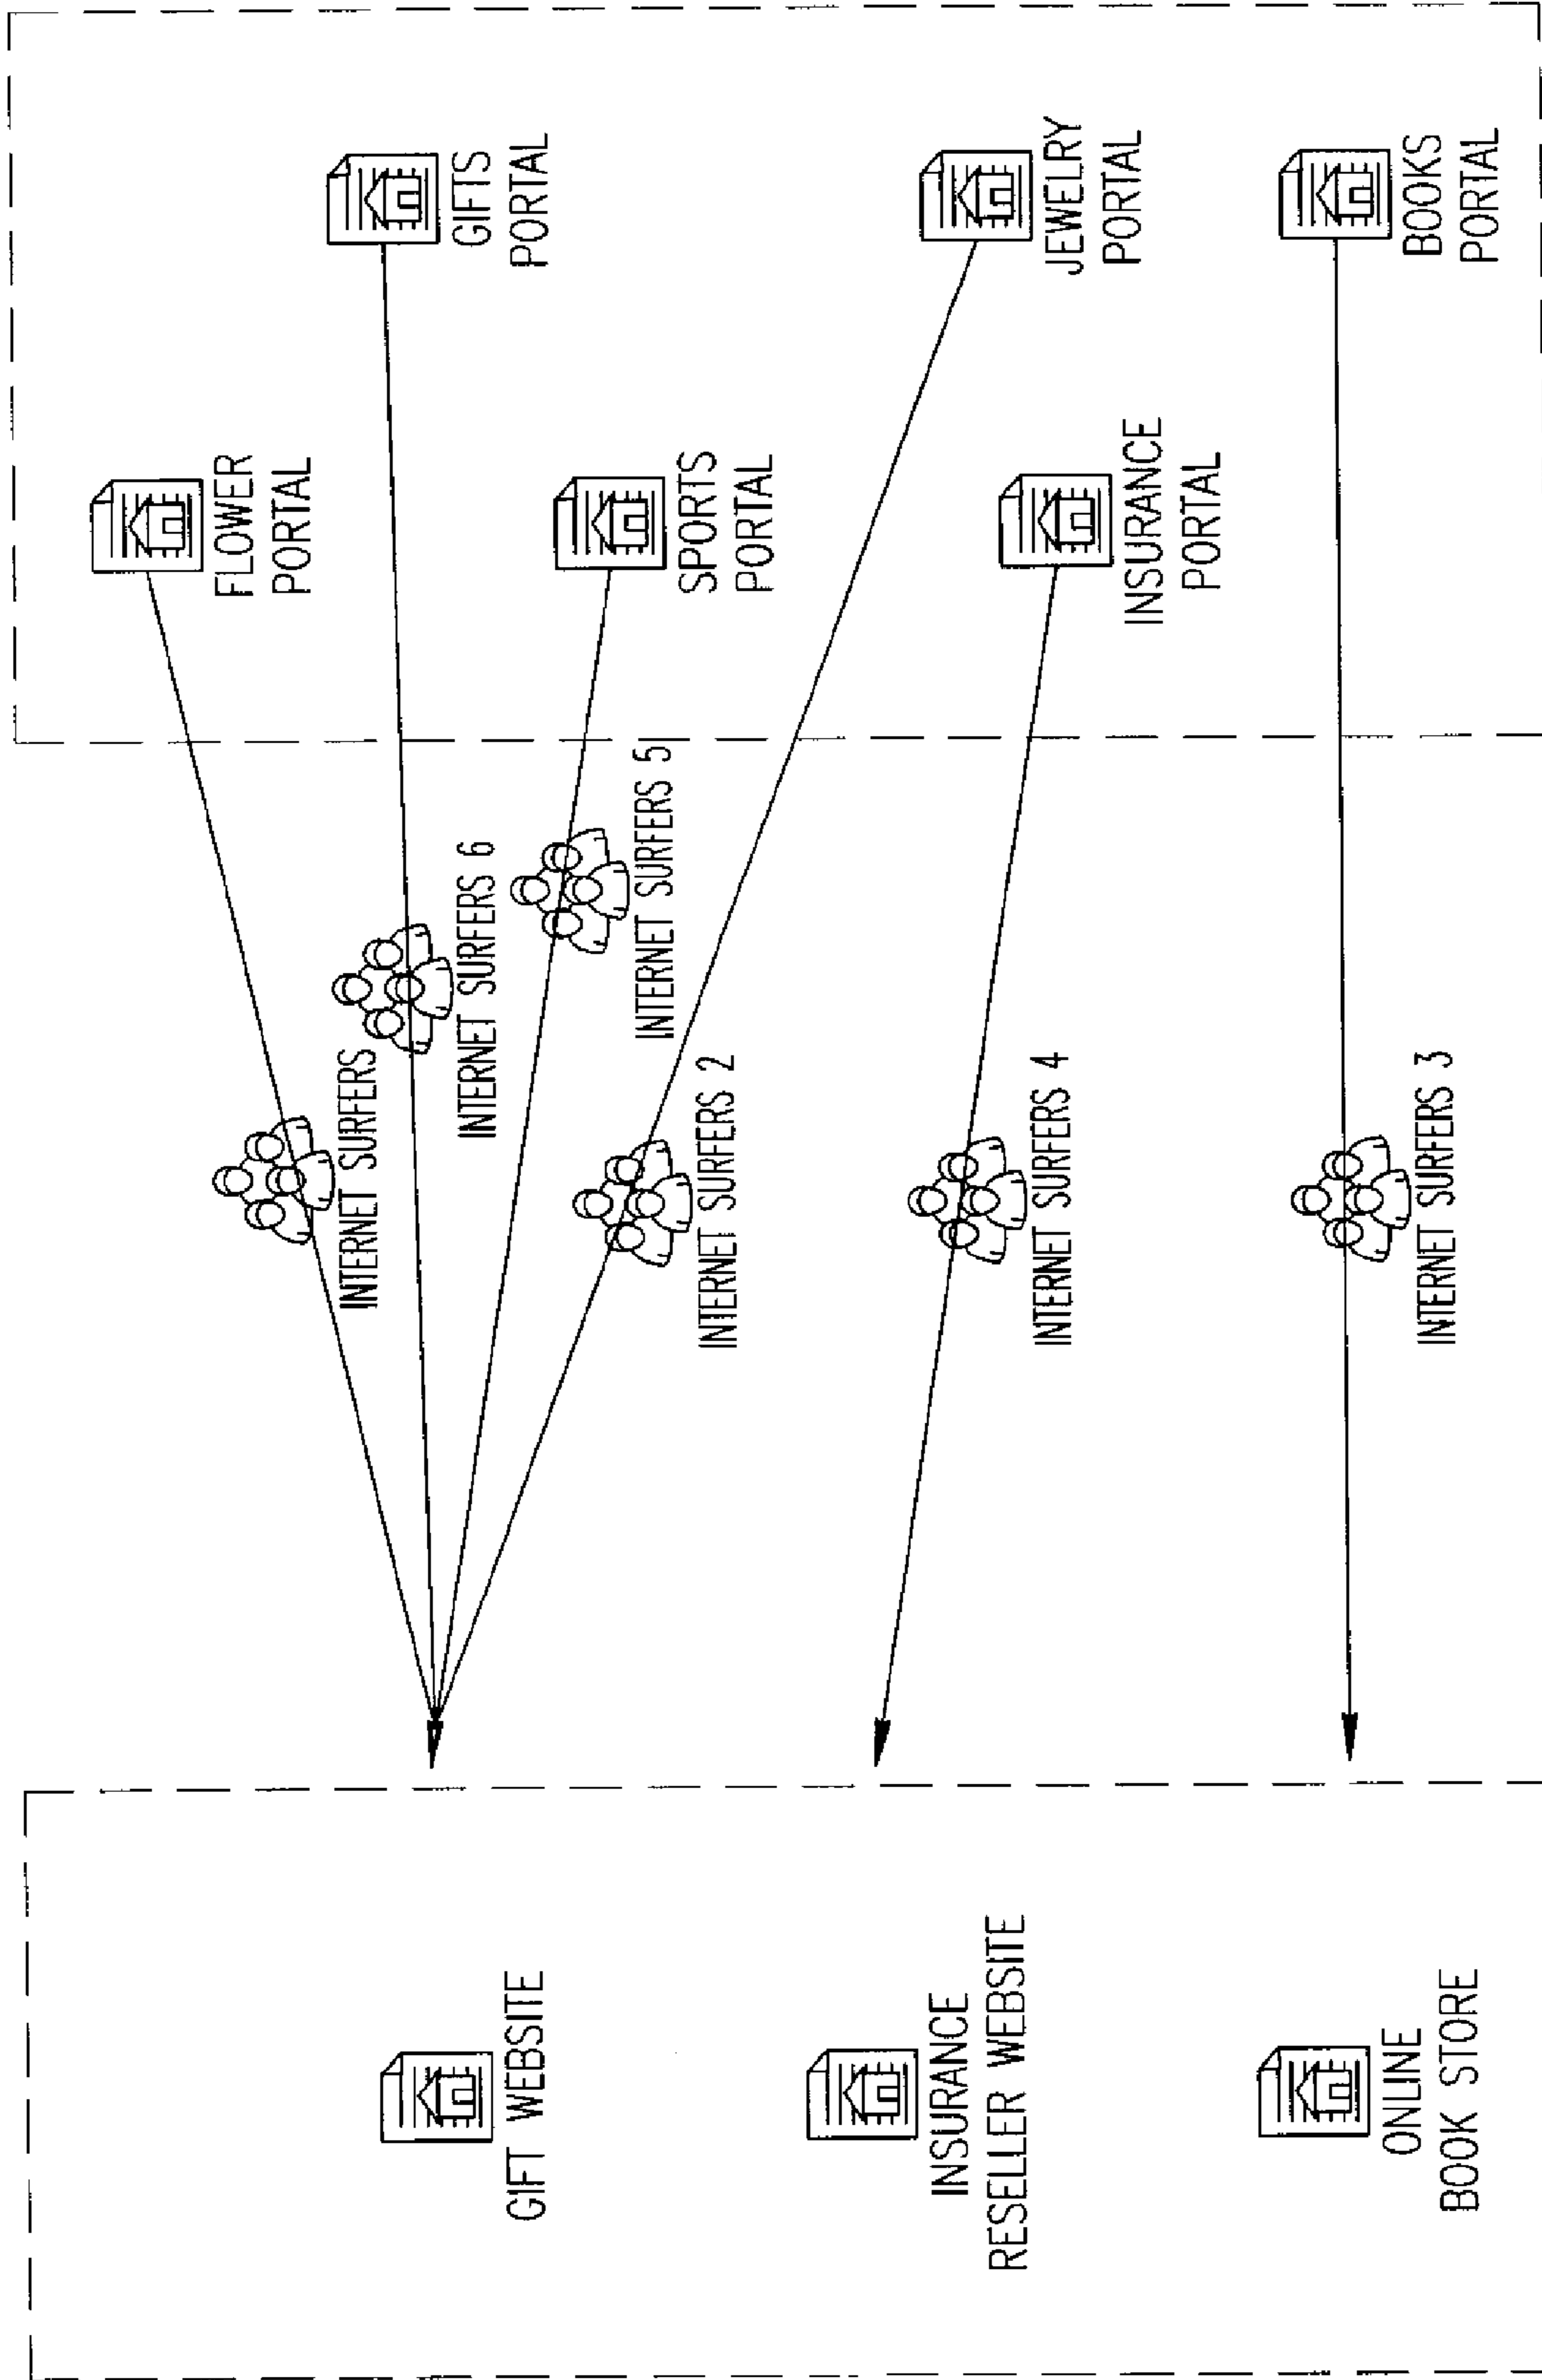 FLOWER
PORTAL
GIFTS
PORTAL
SPORTS
PORTAL
JEWELRY
PORTAL
INSURANCE
PORTAL
BOOKS
PORTAL
INTERNET SURFERS
INTERNET SURFERS 6
INTERNET SURFERS 5
INTERNET SURFERS 2
INTERNET SURFERS 4
INTERNET SURFERS 3
GIFT WEBSITE
INSURANCE
RESELLER WEBSITE
ONLINE
BOOK STORE